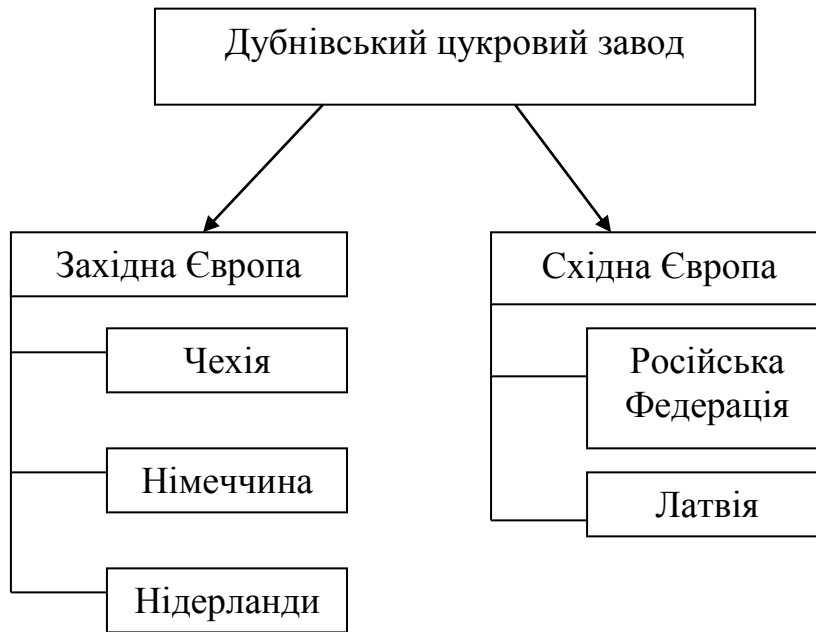 Дубнівський цукровий завод
Західна Європа
Чехія
Німеччина
Нідерланди
Східна Європа
Російська
Федерація
Латвія